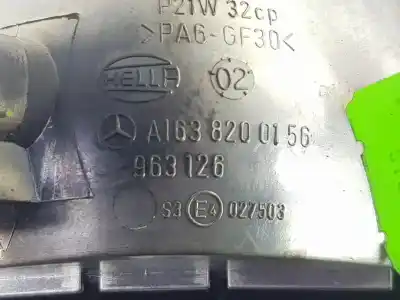 P21W 32cp
>PA6-GF30<
HELLA 02
A163 820 01 56
963 126
S3 E4 027503